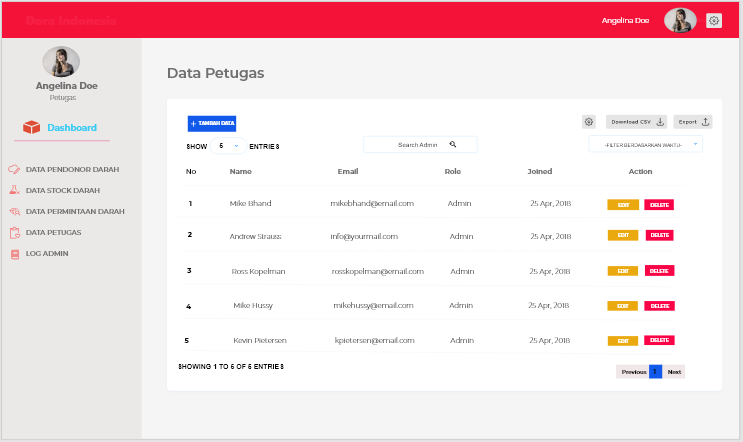 Dora Indonesia
Angelina Doe
Angelina Doe
Petugas
Dashboard
DATA PENDONOR DARAH
DATA STOCK DARAH
DATA PERMINTAAN DARAH
DATA PETUGAS
LOG ADMIN
Data Petugas
+ TAMBAH DATA
Download CSV
Export
SHOW 5 ENTRIES
Search Admin
-FILTER BERDASARKAN WAKTU-
No Name Email Role Joined Action
1 Mike Bhand mikebhand@email.com Admin 25 Apr, 2018 EDIT DELETE
2 Andrew Strauss info@yourmail.com Admin 25 Apr, 2018 EDIT DELETE
3 Ross Kopelman rosskopelman@email.com Admin 25 Apr, 2018 EDIT DELETE
4 Mike Hussy mikehussy@email.com Admin 25 Apr, 2018 EDIT DELETE
5 Kevin Pietersen kpietersen@email.com Admin 25 Apr, 2018 EDIT DELETE
SHOWING 1 TO 5 OF 5 ENTRIES
Previous 1 Next